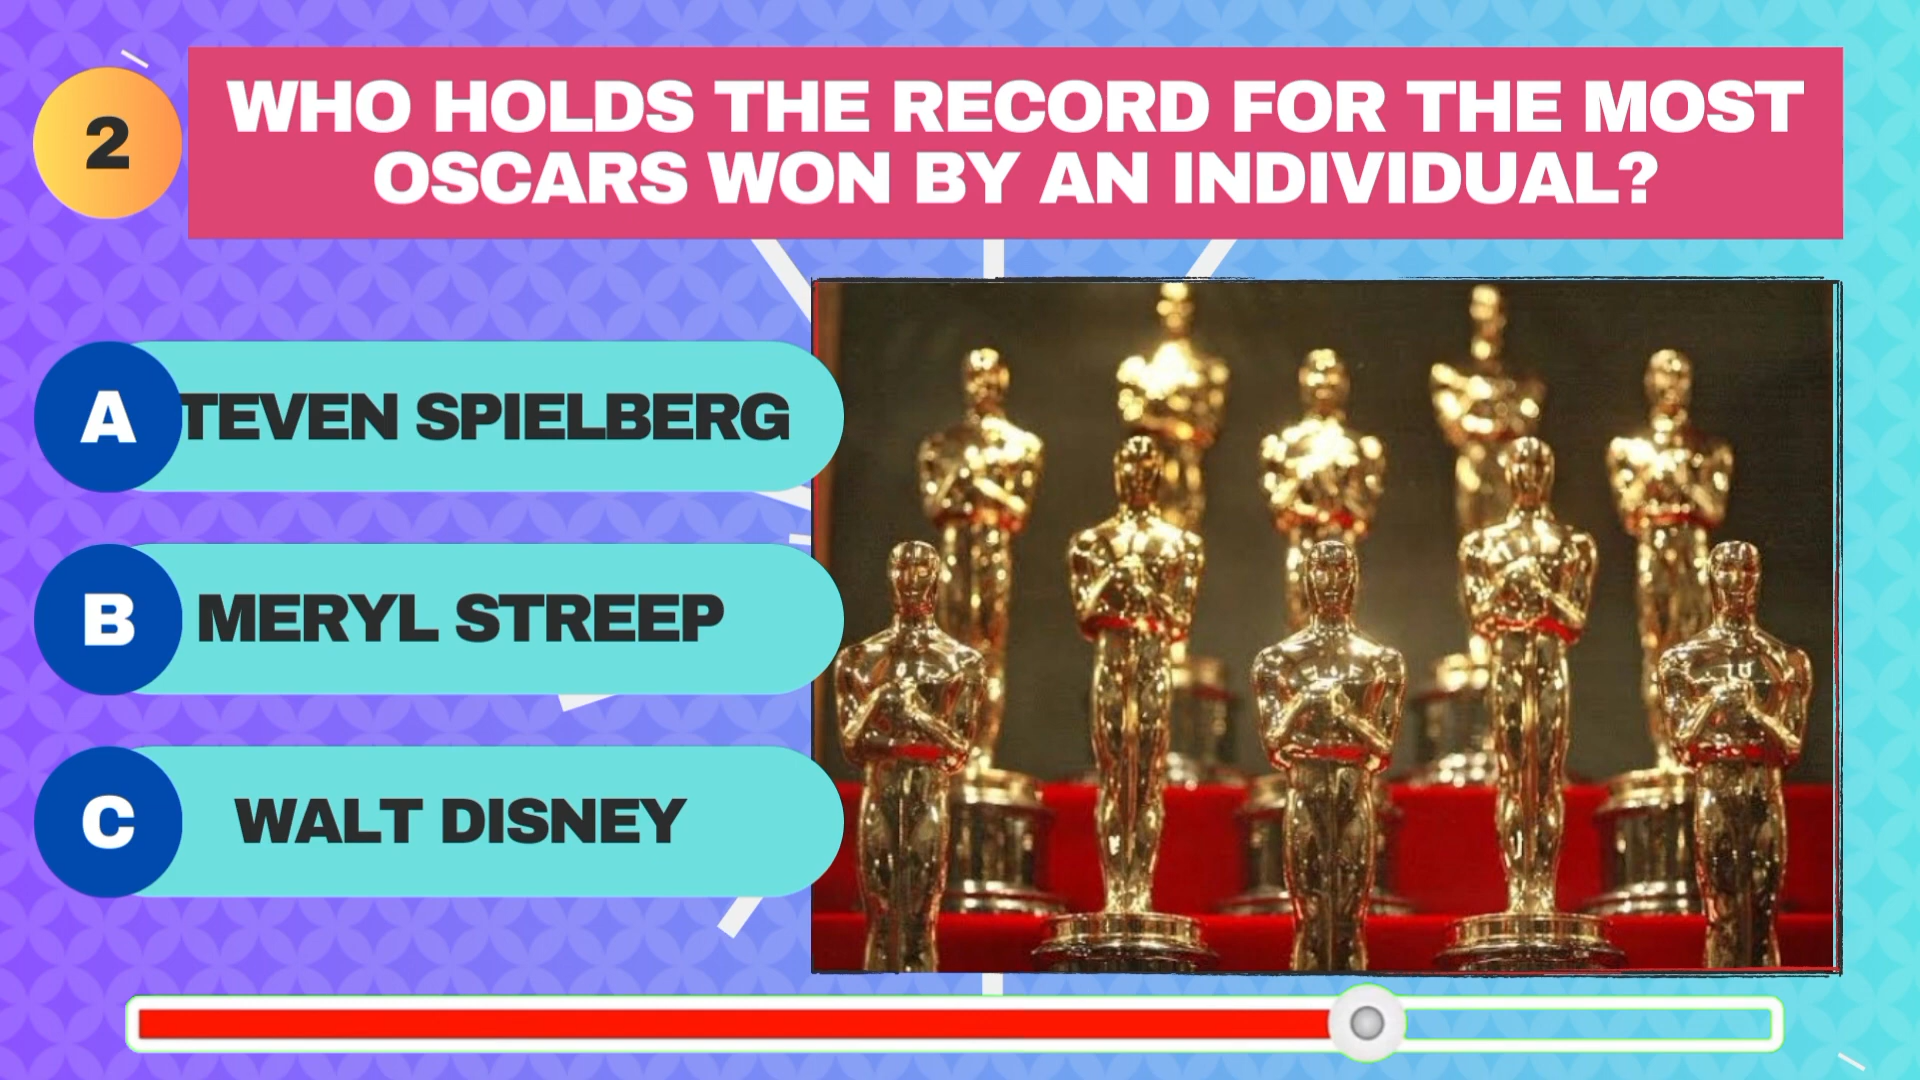 2
WHO HOLDS THE RECORD FOR THE MOST
OSCARS WON BY AN INDIVIDUAL?
A
TEVEN SPIELBERG
B
MERYL STREEP
C
WALT DISNEY